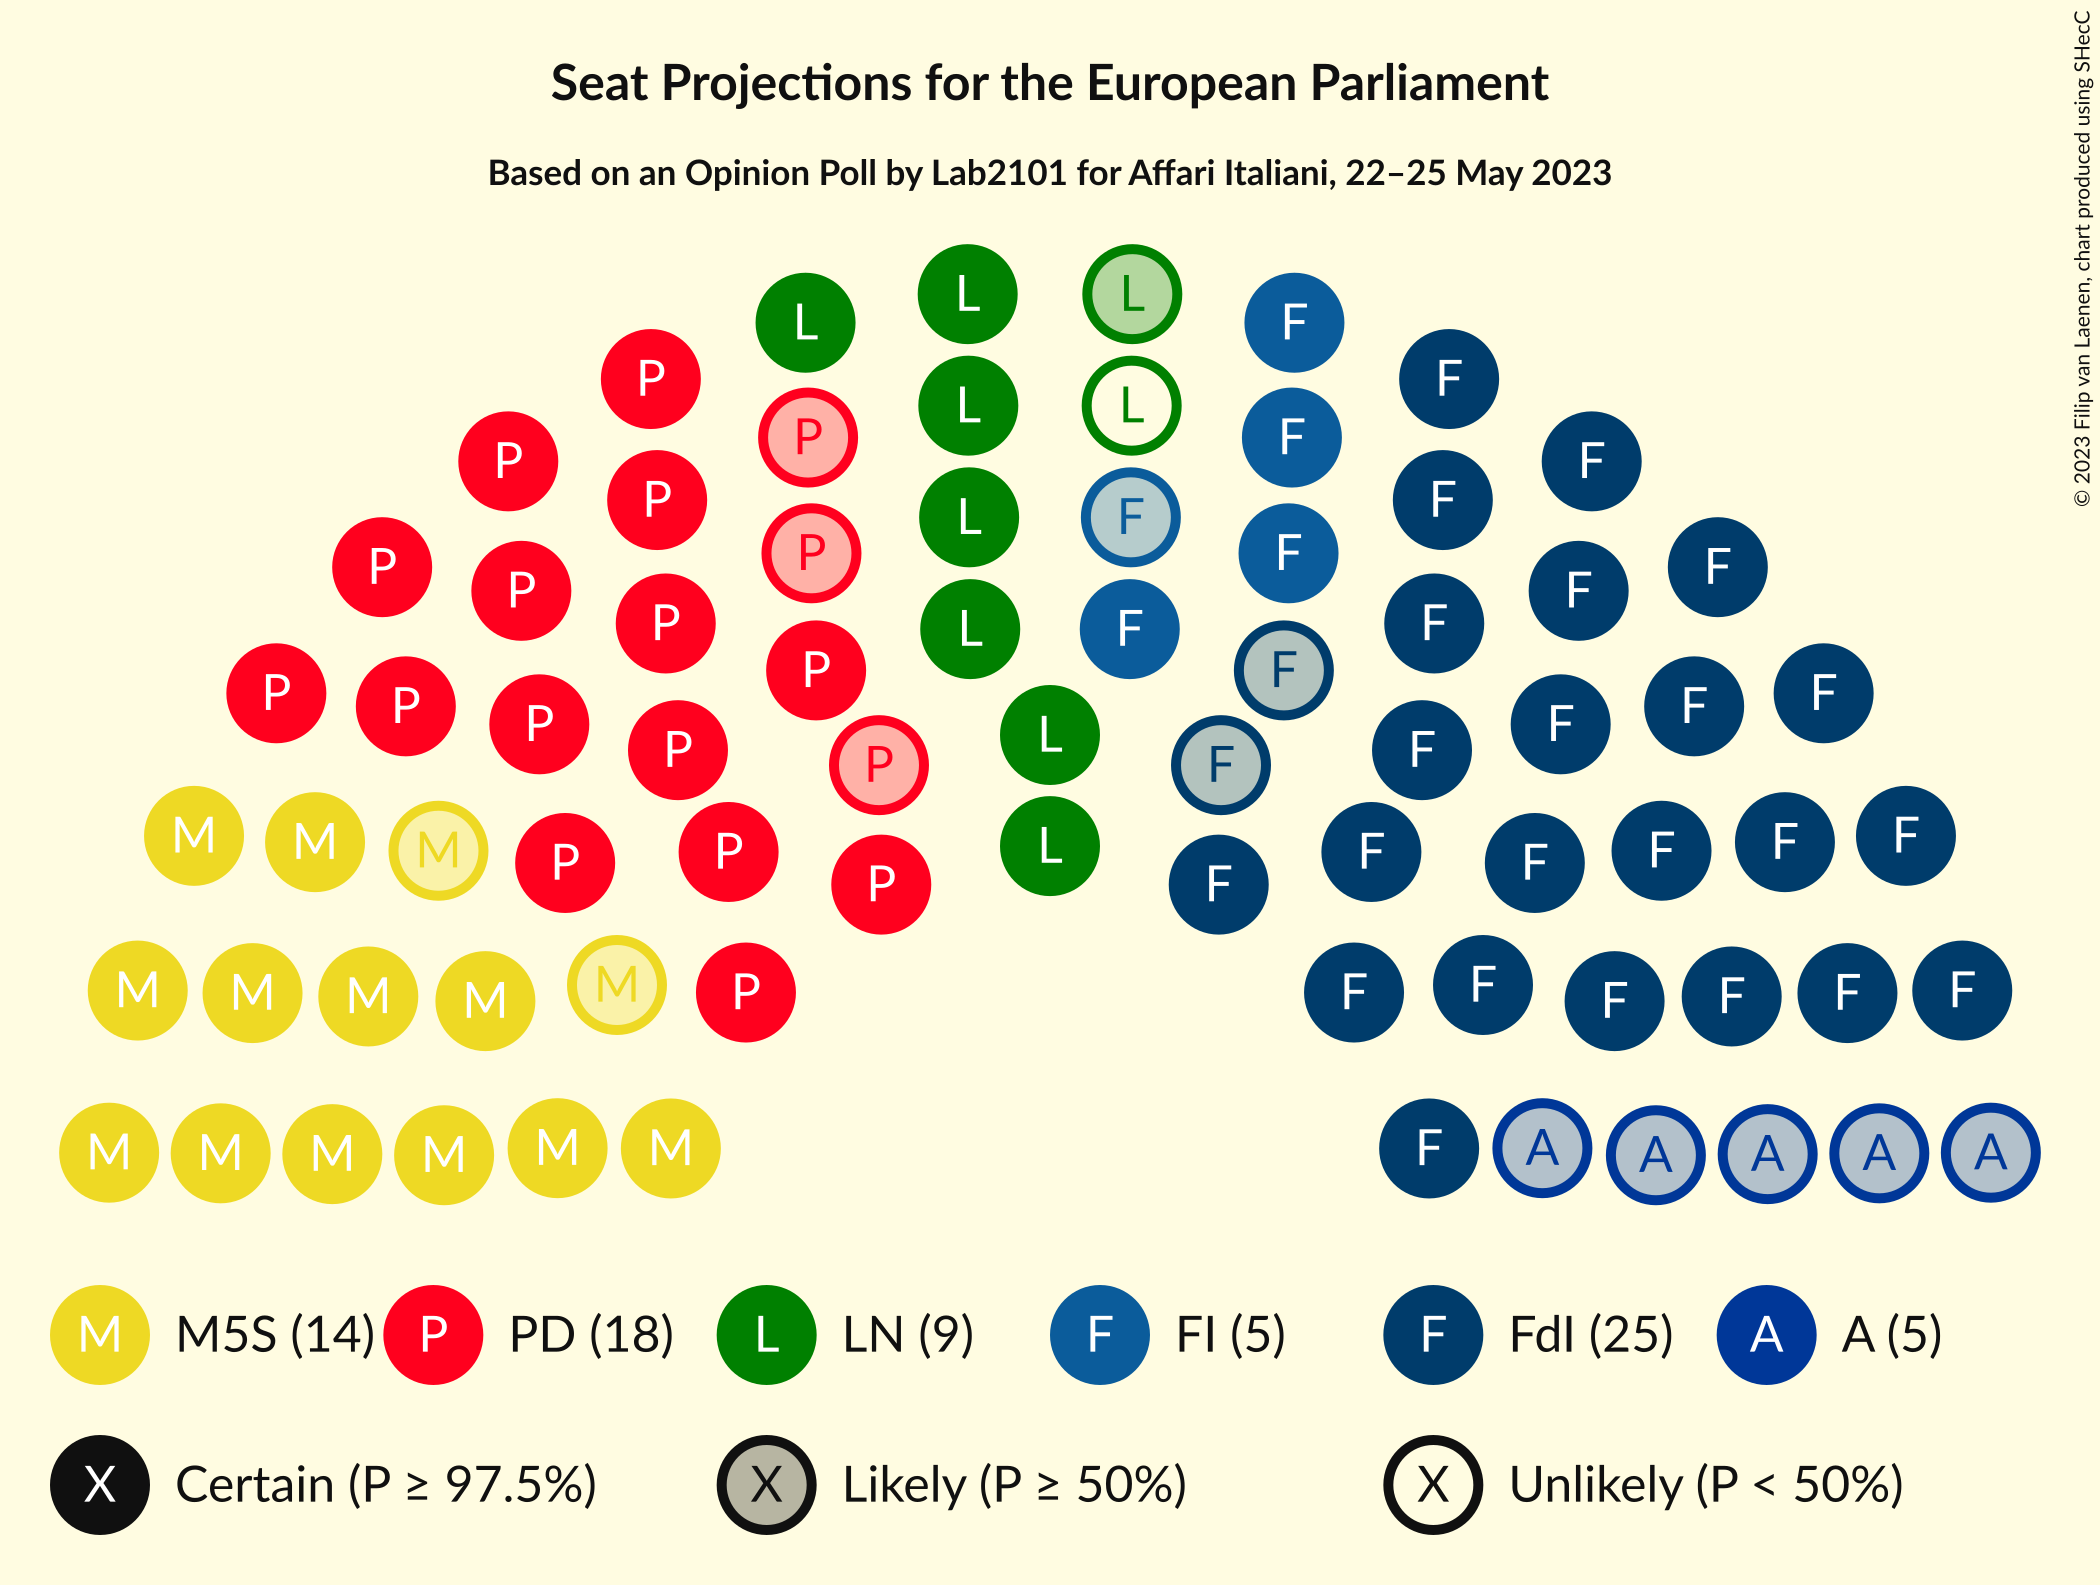 Seat Projections for the European Parliament
Based on an Opinion Poll by Lab2101 for Affari Italiani, 22–25 May 2023
© 2023 Filip van Laenen, chart produced using SHecC
L L
L F
P L L F
P P F F
P P L F F F
P P P L F F F F
P P P P P L F F F F F F
M M M P P P L F F F F F F
M M M M M P F F F F F F
M M M M M M F A A A A A
M M5S (14) P PD (18) L LN (9) F FI (5) F FdI (25) A A (5)
X Certain (P ≥ 97.5%) X Likely (P ≥ 50%) X Unlikely (P < 50%)